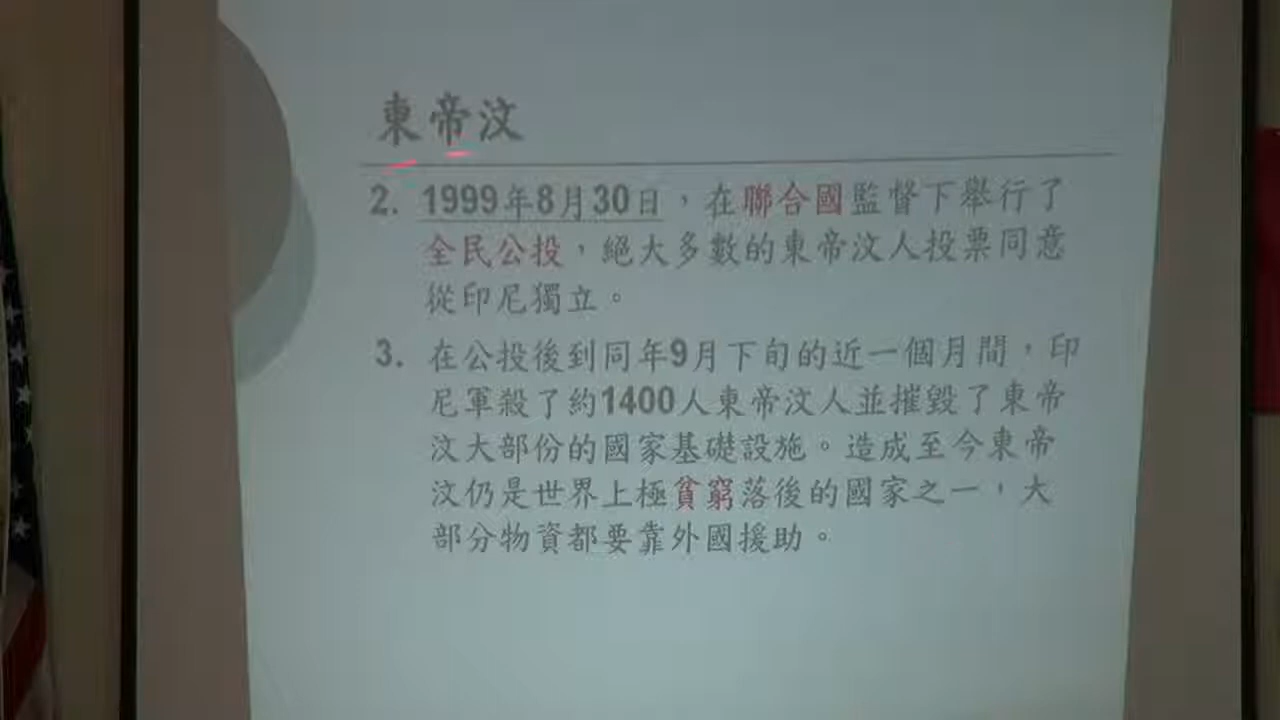 東帝汶
2. 1999年8月30日，在聯合國監督下舉行了
全民公投，絕大多數的東帝汶人投票同意
從印尼獨立。
3. 在公投後到同年9月下旬的近一個月間，印
尼軍殺了約1400人東帝汶人並摧毀了東帝
汶大部份的國家基礎設施。造成至今東帝
汶仍是世界上極貧窮落後的國家之一，大
部分物資都要靠外國援助。